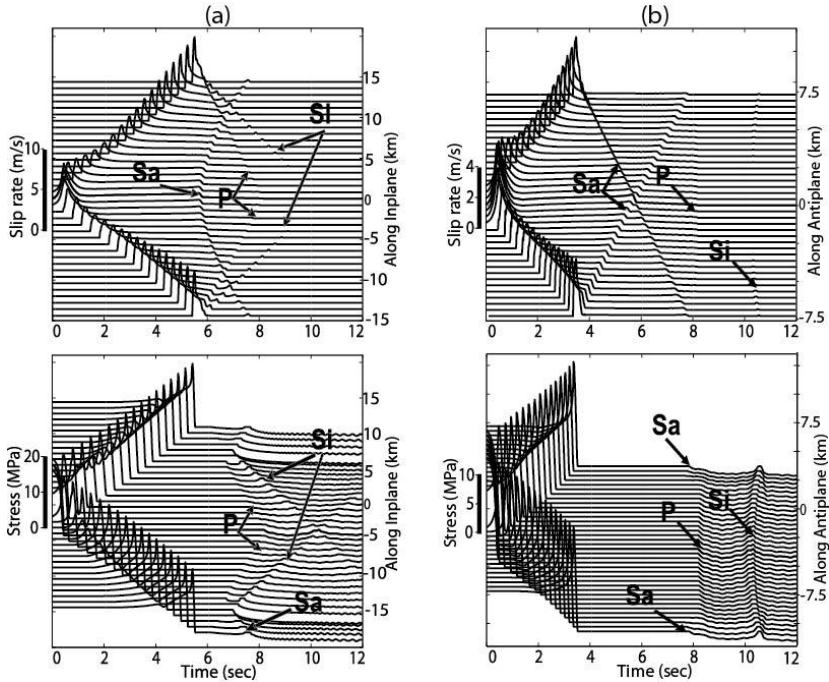 (a)
Slip rate (m/s)
10
5
0
15
10
5
0
-5
-10
-15
Along Inplane (km)
Si
Sa
P
0 2 4 6 8 10 12
(b)
Slip rate (m/s)
4
2
0
7.5
0
-7.5
Along Antiplane (km)
Sa
P
Si
0 2 4 6 8 10 12
Stress (MPa)
20
10
0
15
10
5
0
-5
-10
-15
Along Inplane (km)
Si
P
Sa
0 2 4 6 8 10 12
Time (sec)
Stress (MPa)
10
5
0
7.5
0
-7.5
Along Antiplane (km)
Sa
P
Si
Sa
0 2 4 6 8 10 12
Time (sec)